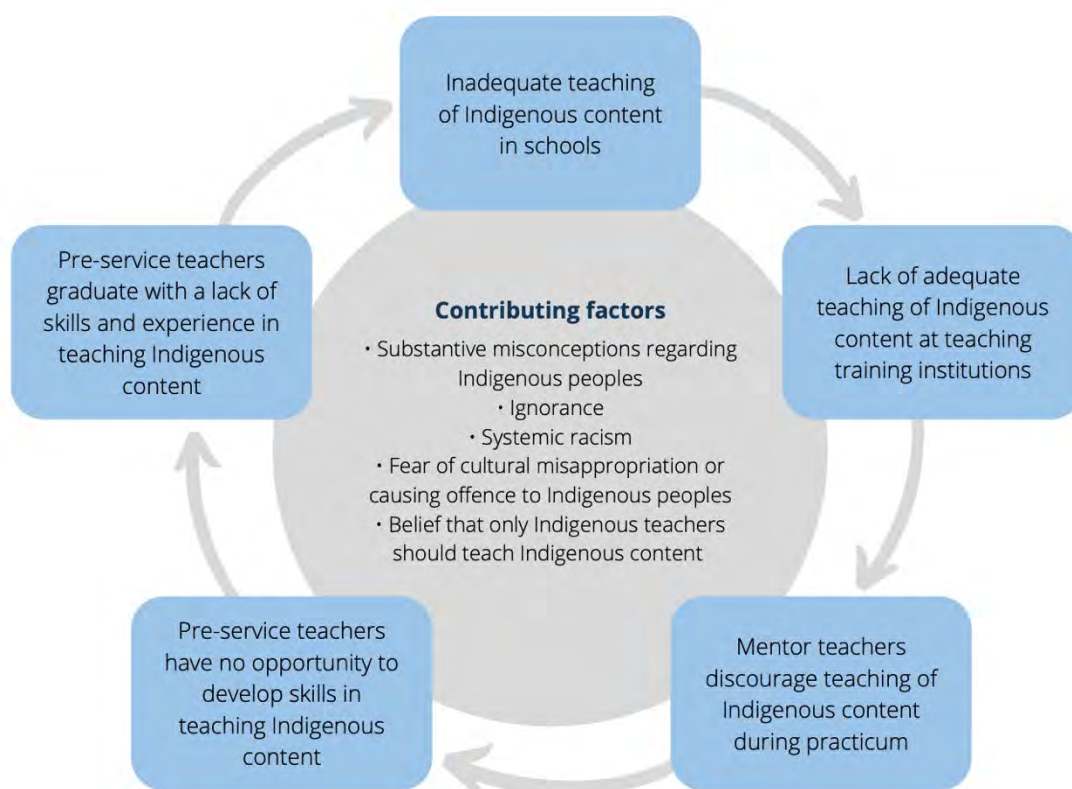 Inadequate teaching
of Indigenous content
in schools
Lack of adequate
teaching of Indigenous
content at teaching
training institutions
Mentor teachers
discourage teaching of
Indigenous content
during practicum
Pre-service teachers
have no opportunity to
develop skills in
teaching Indigenous
content
Pre-service teachers
graduate with a lack of
skills and experience in
teaching Indigenous
content
Contributing factors
• Substantive misconceptions regarding
Indigenous peoples
• Ignorance
• Systemic racism
• Fear of cultural misappropriation or
causing offence to Indigenous peoples
• Belief that only Indigenous teachers
should teach Indigenous content